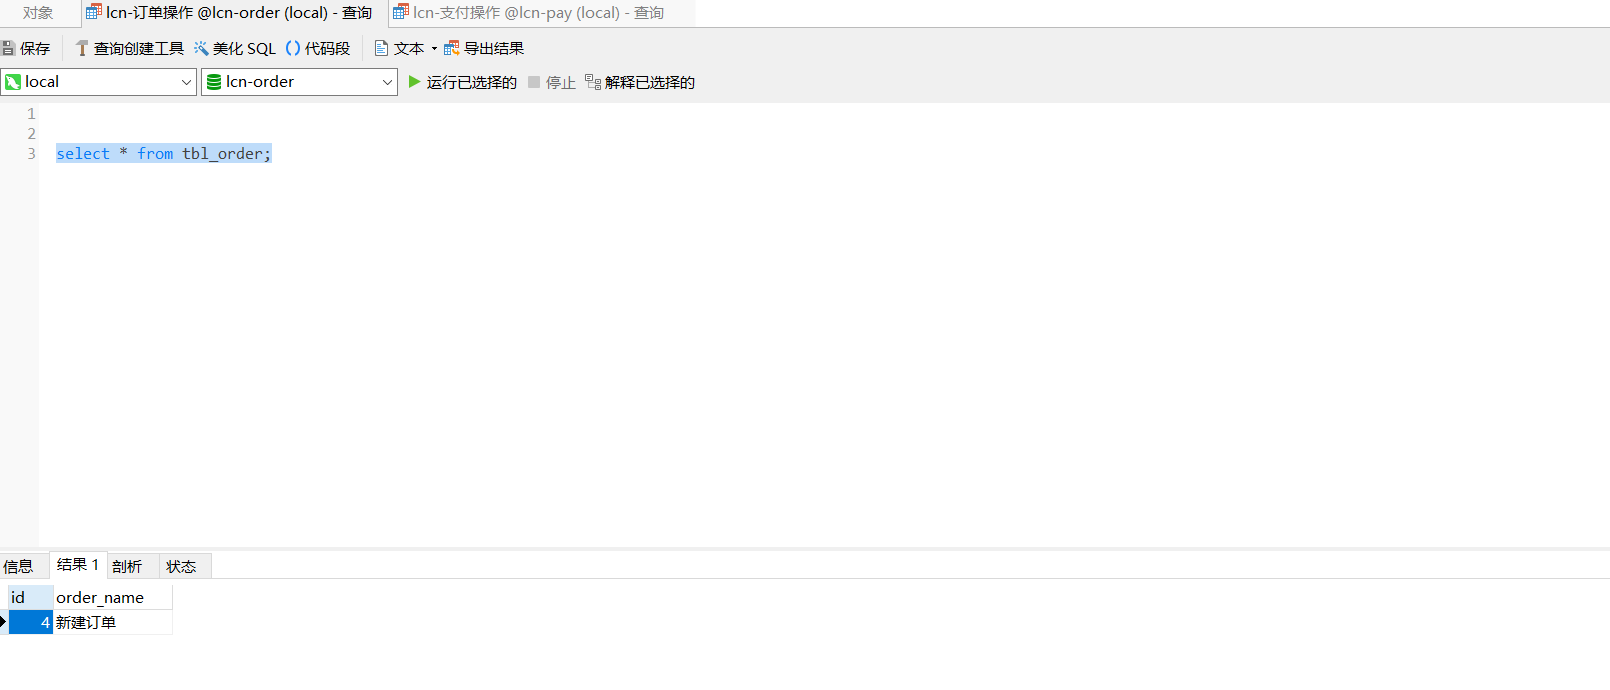 对象 lcn-订单操作 @lcn-order (local) - 查询 lcn-支付操作 @lcn-pay (local) - 查询
保存 查询创建工具 美化 SQL 代码段 文本 导出结果
local lcn-order 运行已选择的 停止 解释已选择的
1
2
3 select * from tbl_order;
信息 结果 1 剖析 状态
id order_name
4 新建订单